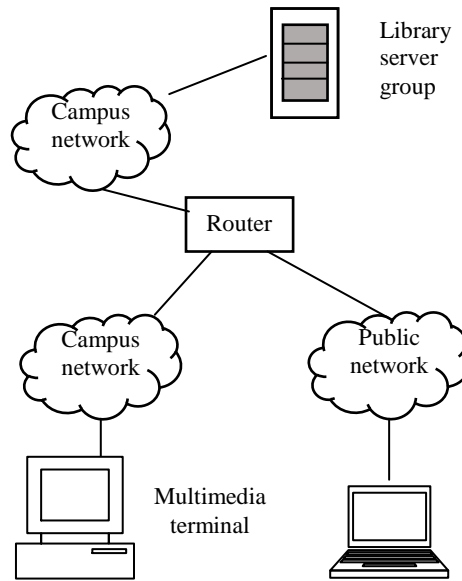 Library
server
group
Campus
network
Router
Campus
network
Public
network
Multimedia
terminal